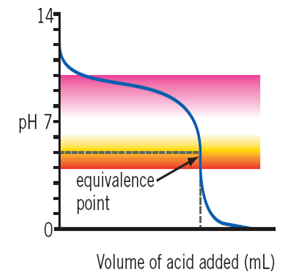 14
pH 7
equivalence
point
0
Volume of acid added (mL)